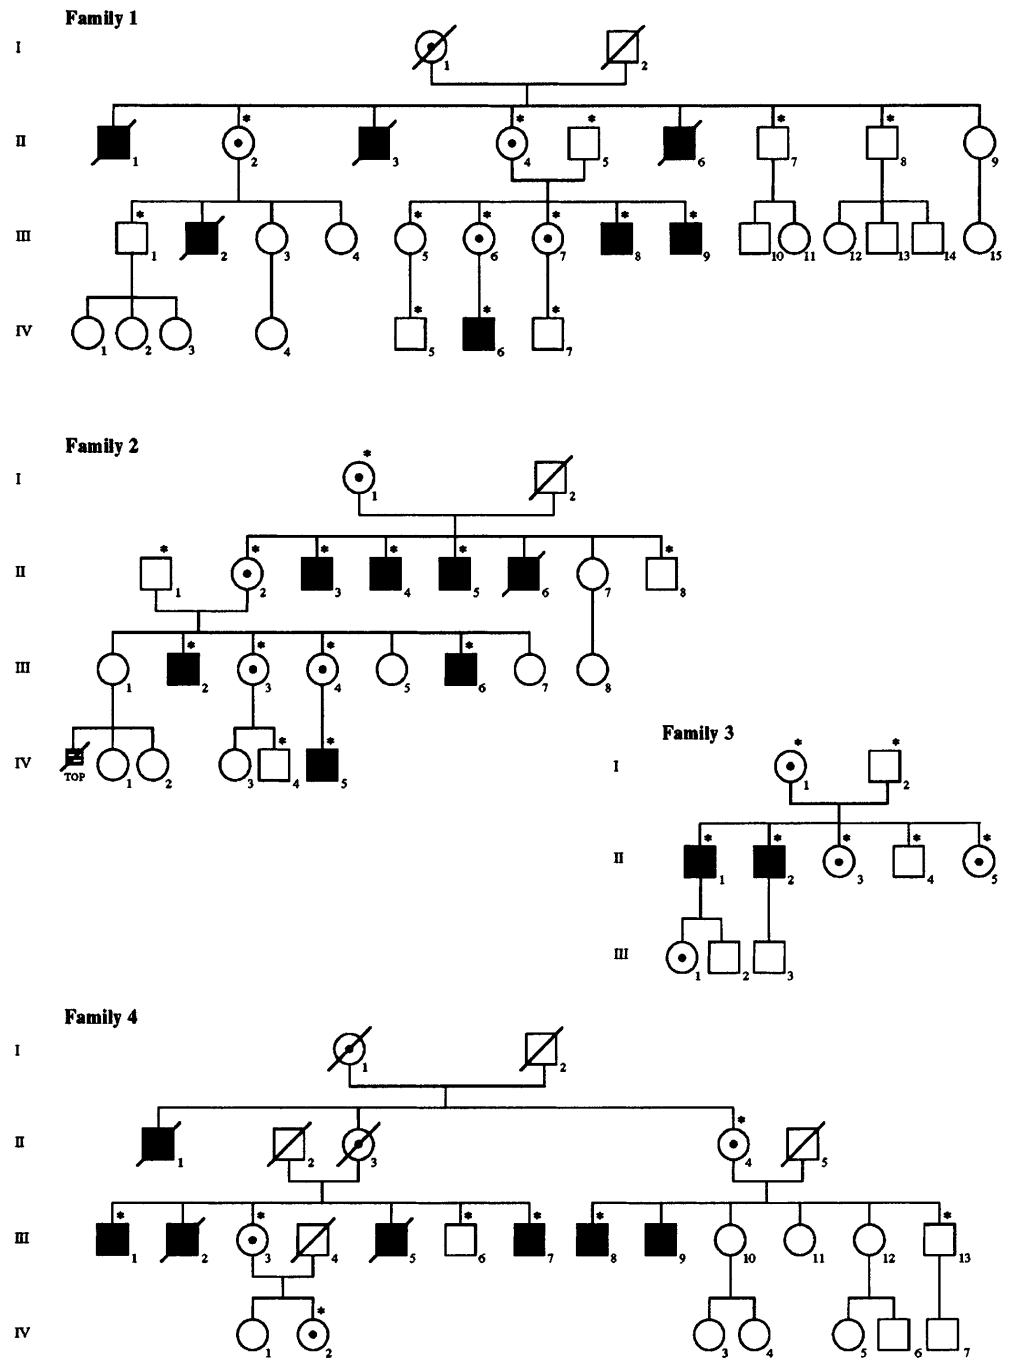 Family 1
I
1 2
* * * * * *
II
1 2 3 4 5 6 7 8 9
* * * * * *
III
1 2 3 4 5 6 7 8 9 10 11 12 13 14 15
* * *
IV
1 2 3 4 5 6 7
Family 2
*
I
1 2
* * * * * *
II
1 2 3 4 5 6 7 8
* * * *
III
1 2 3 4 5 6 7 8
* *
IV
TOP 1 2 3 4 5
Family 3
* *
I
1 2
* * * * *
II
1 2 3 4 5
III
1 2 3
Family 4
I
1 2
*
II
1 2 3 4 5
* * * * * *
III
1 2 3 4 5 6 7 8 9 10 11 12 13
*
IV
1 2 3 4 5 6 7